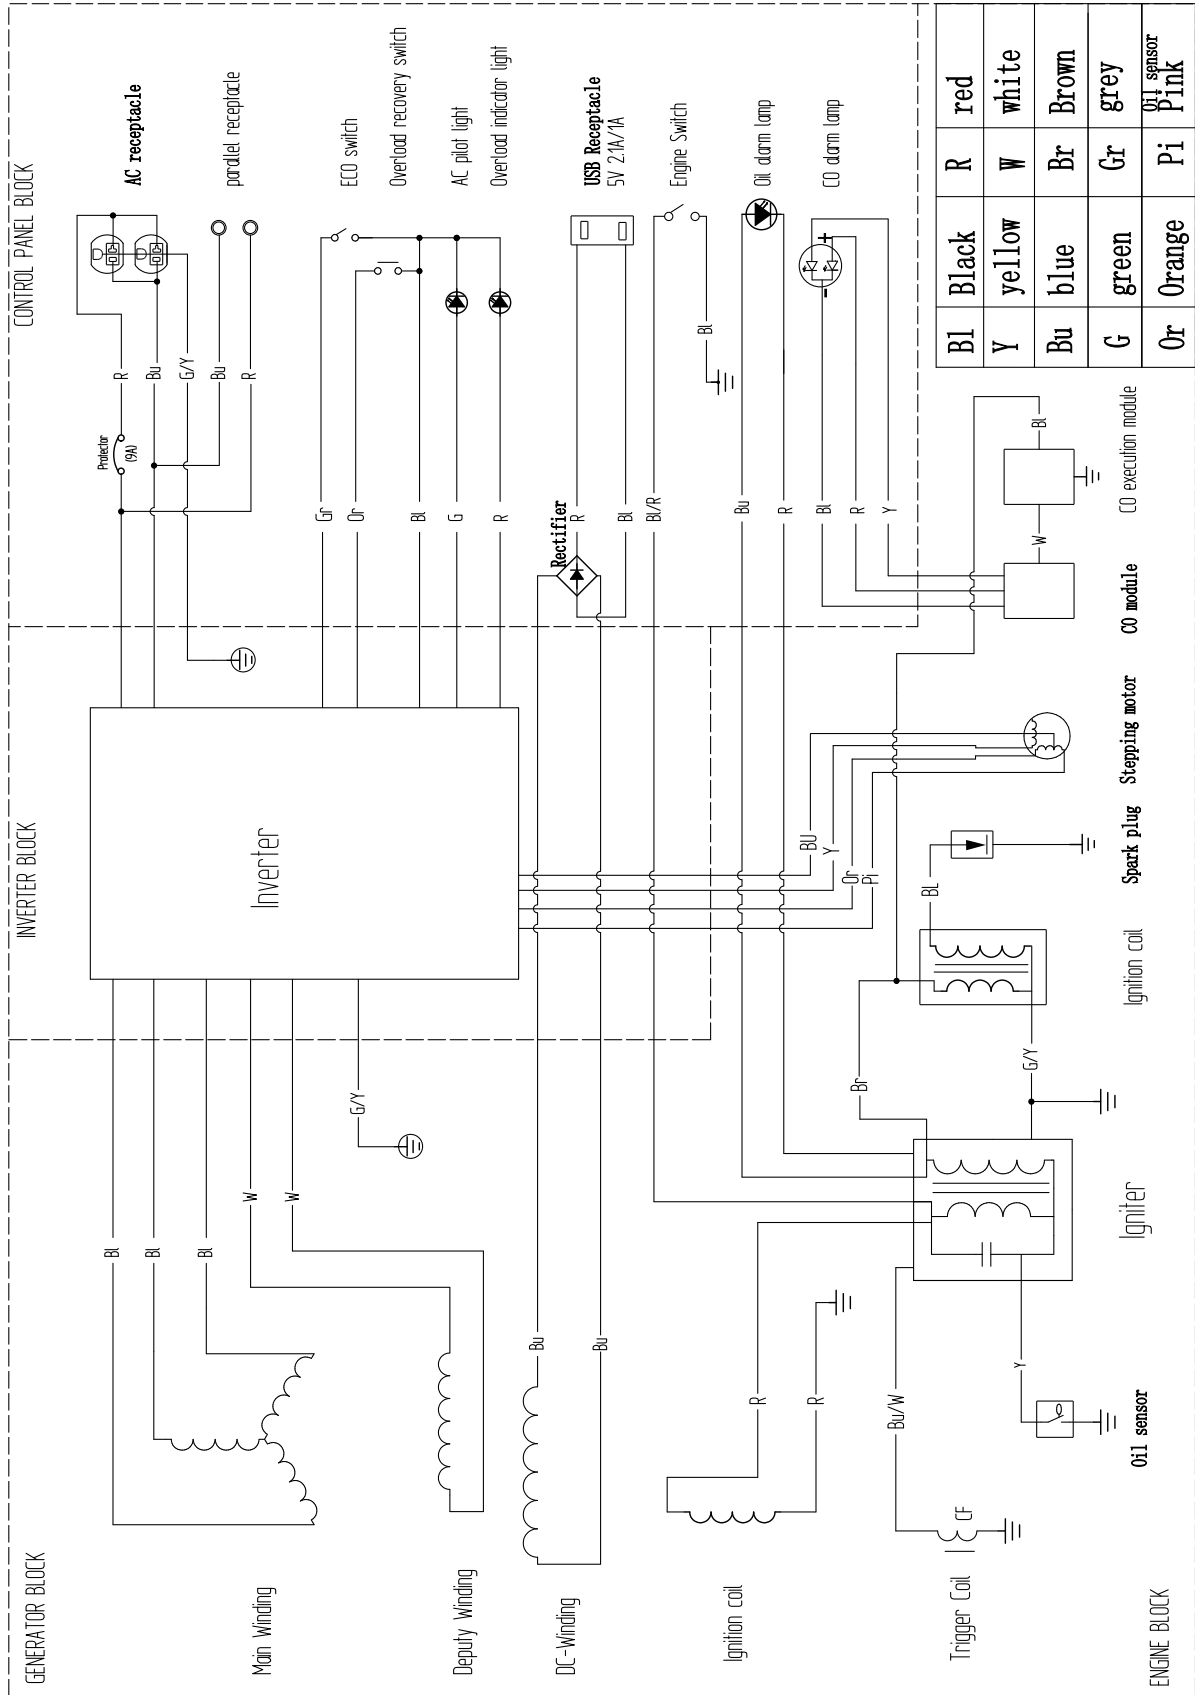 GENERATOR BLOCK
INVERTER BLOCK
CONTROL PANEL BLOCK
Main Winding
Deputy Winding
DC-Winding
Ignition coil
Trigger Coil
CF
ENGINE BLOCK
Bl
Bl
Bl
W
W
G/Y
Bu
Bu
R
R
Bu/W
Y
Oil sensor
Inverter
Igniter
Br
G/Y
Ignition coil
BL
Spark plug
BU
Y
Or
Pi
Stepping motor
CO module
W
Bl
CO execution module
Protector
(9A)
R
Bu
G/Y
Bu
R
Gr
Or
Bl
G
R
Rectifier
R
Bl
Bl/R
Bl
Bu
R
Bl
R
Y
+
-
AC receptacle
parallel receptacle
ECO switch
Overload recovery switch
AC pilot light
Overload indicator light
USB Receptacle
5V 2.1A/1A
Engine Switch
Oil alarm lamp
CO alarm lamp
Bl Black R red
Y yellow W white
Bu blue Br Brown
G green Gr grey
Oil sensor
Or Orange Pi Pink